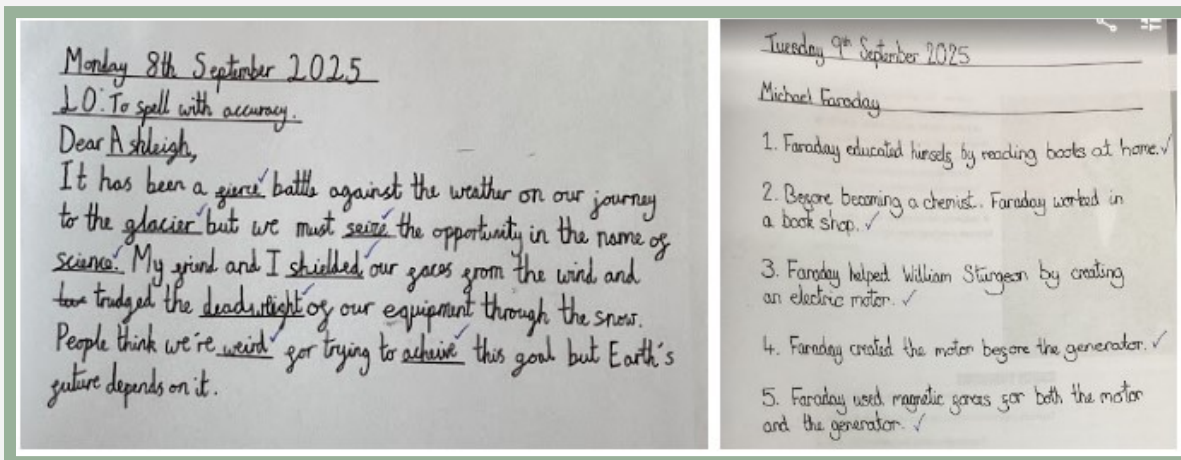 Monday 8th September 2025
LO: To spell with accuracy.
Dear Ashleigh,
It has been a fierce battle against the weather on our journey
to the glacier but we must seize the opportunity in the name of
science. My friend and I shielded our faces from the wind and
trudged the deadweight of our equipment through the snow.
People think we're weird for trying to acheive this goal but Earth's
future depends on it.
Tuesday 9th September 2025
Michael Faraday
1. Faraday educated himself by reading books at home.
2. Before becoming a chemist. Faraday worked in
a book shop.
3. Faraday helped William Sturgeon by creating
an electric motor.
4. Faraday created the motor before the generator.
5. Faraday used magnetic forces for both the motor
and the generator.